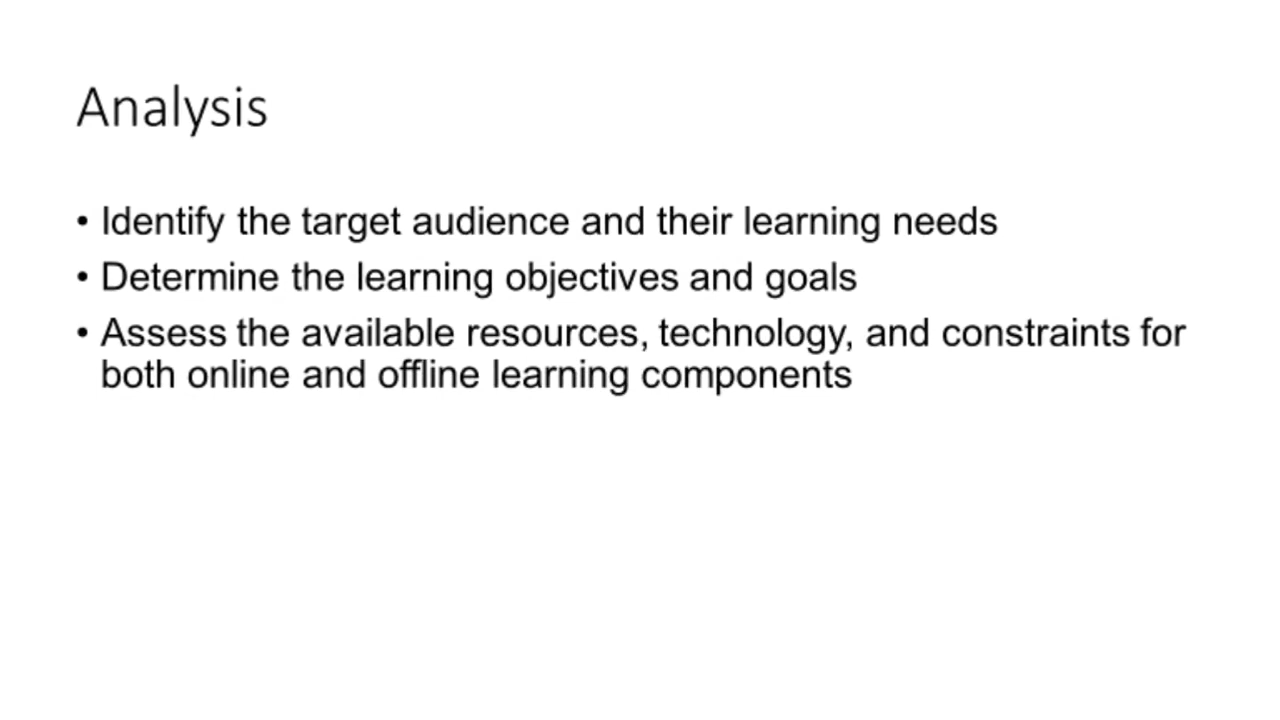 Analysis
• Identify the target audience and their learning needs
• Determine the learning objectives and goals
• Assess the available resources, technology, and constraints for
both online and offline learning components